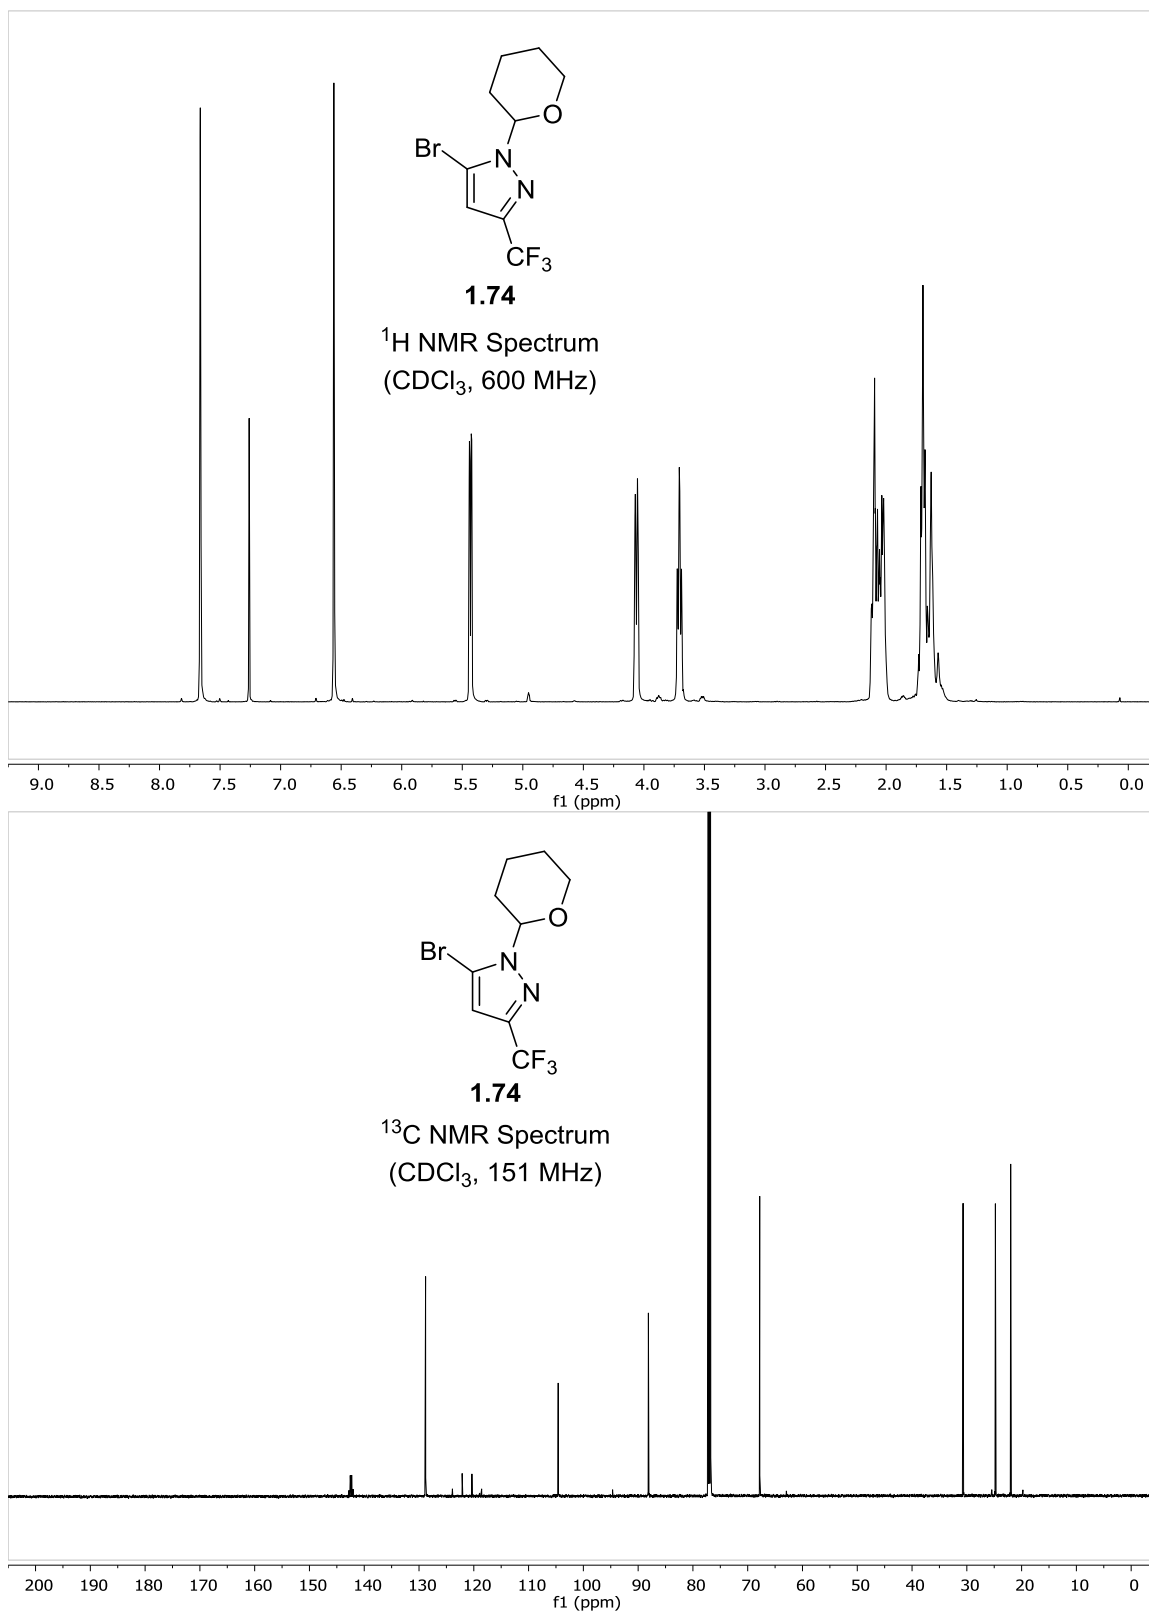 O
Br
N
N
CF₃
1.74
¹H NMR Spectrum
(CDCl₃, 600 MHz)
9.0 8.5 8.0 7.5 7.0 6.5 6.0 5.5 5.0 4.5 4.0 3.5 3.0 2.5 2.0 1.5 1.0 0.5 0.0
f1 (ppm)
O
Br
N
N
CF₃
1.74
¹³C NMR Spectrum
(CDCl₃, 151 MHz)
200 190 180 170 160 150 140 130 120 110 100 90 80 70 60 50 40 30 20 10 0
f1 (ppm)